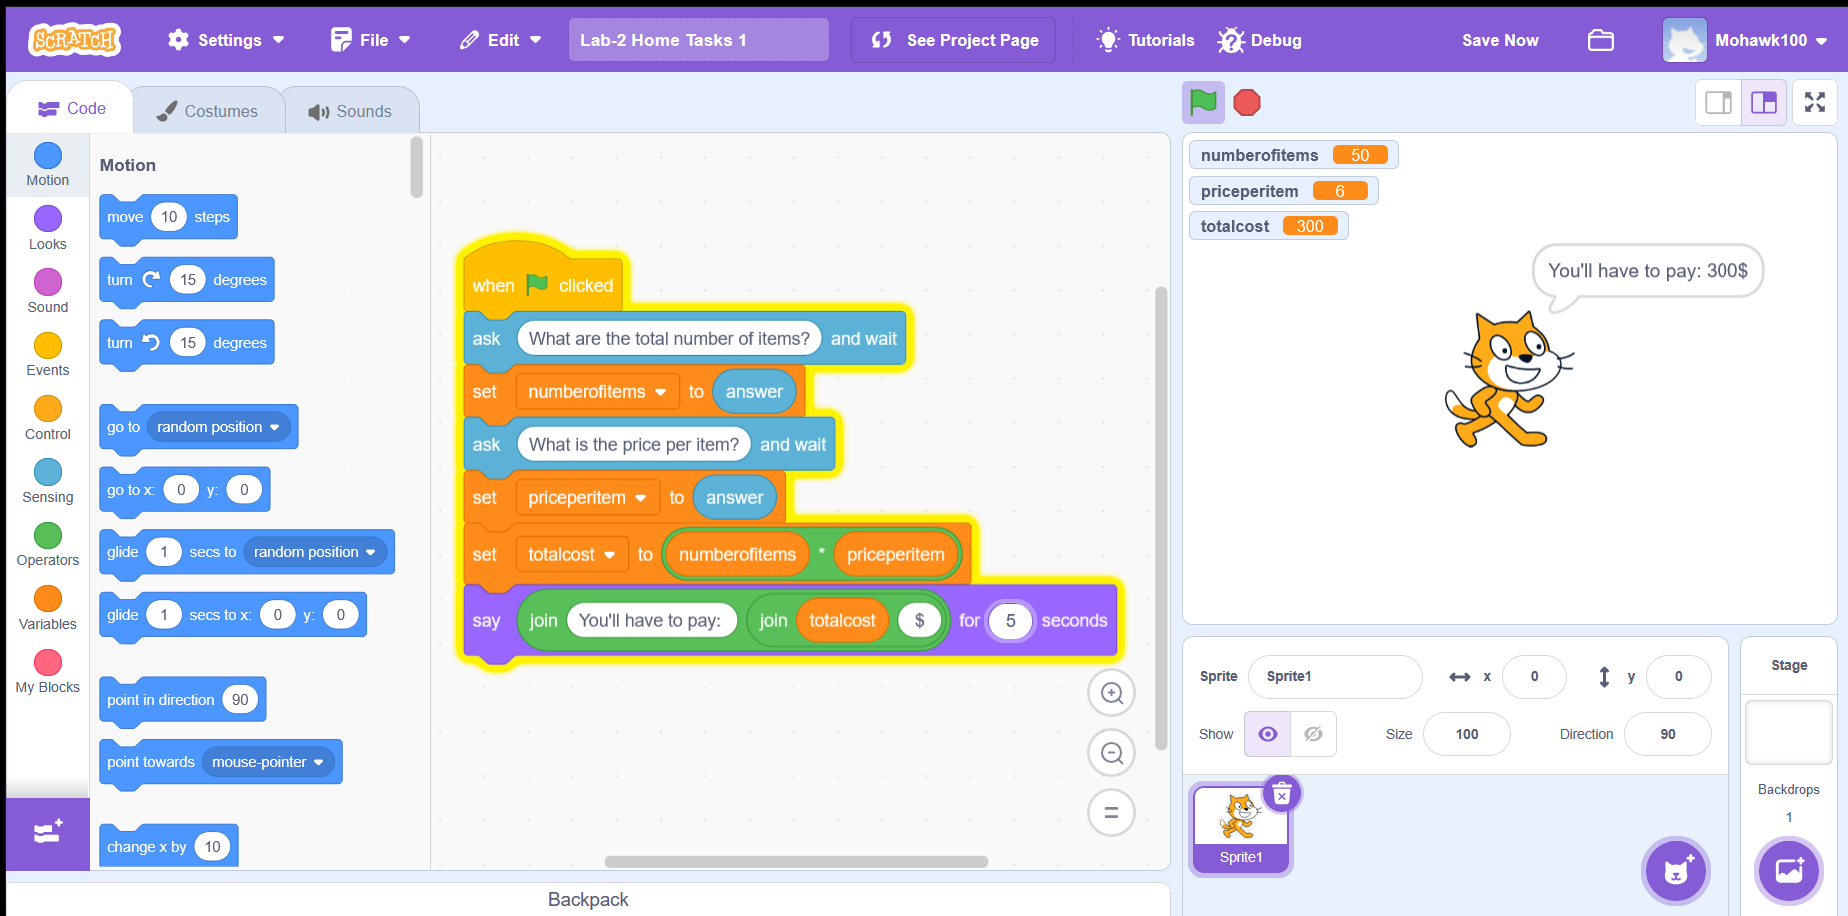 SCRATCH Settings File Edit Lab-2 Home Tasks 1 See Project Page Tutorials Debug Save Now Mohawk100
Code Costumes Sounds
Motion
Looks
Sound
Events
Control
Sensing
Operators
Variables
My Blocks
Motion
move 10 steps
turn 15 degrees
turn 15 degrees
go to random position
go to x: 0 y: 0
glide 1 secs to random position
glide 1 secs to x: 0 y: 0
point in direction 90
point towards mouse-pointer
change x by 10
when clicked
ask What are the total number of items? and wait
set numberofitems to answer
ask What is the price per item? and wait
set priceperitem to answer
set totalcost to numberofitems * priceperitem
say join You'll have to pay: join totalcost $ for 5 seconds
Backpack
numberofitems 50
priceperitem 6
totalcost 300
You'll have to pay: 300$
Sprite Sprite1 x 0 y 0
Show Size 100 Direction 90
Sprite1
Stage
Backdrops
1